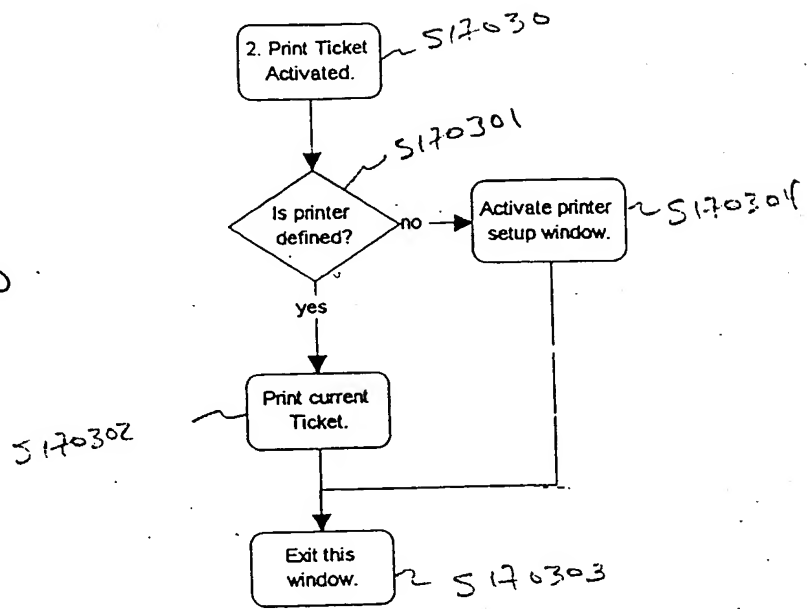 2. Print Ticket
Activated.
S17030
S170301
Is printer
defined?
no
Activate printer
setup window.
S170304
yes
Print current
Ticket.
S170302
Exit this
window.
S170303